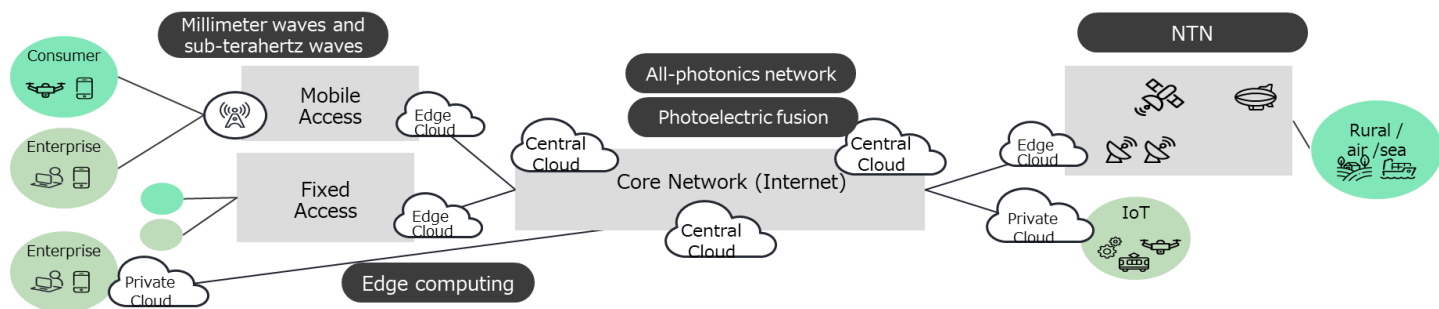 Millimeter waves and
sub-terahertz waves
NTN
Consumer
All-photonics network
Mobile
Access
Edge
Cloud
Photoelectric fusion
Central
Cloud
Central
Cloud
Edge
Cloud
Rural /
air /sea
Enterprise
Fixed
Access
Core Network (Internet)
Edge
Cloud
Central
Cloud
Private
Cloud
IoT
Enterprise
Private
Cloud
Edge computing